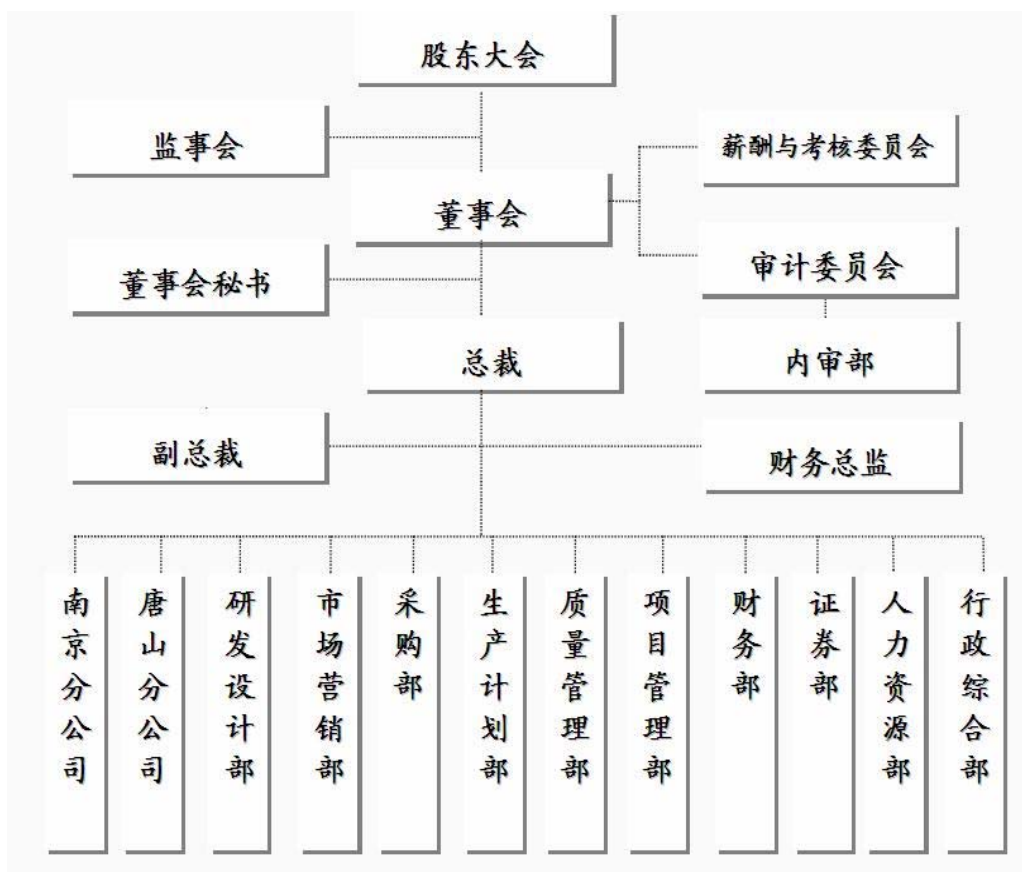 股东大会
监事会
薪酬与考核委员会
董事会
董事会秘书
审计委员会
总裁
内审部
副总裁
财务总监
南京分公司
唐山分公司
研发设计部
市场营销部
采购部
生产计划部
质量管理部
项目管理部
财务部
证券部
人力资源部
行政综合部